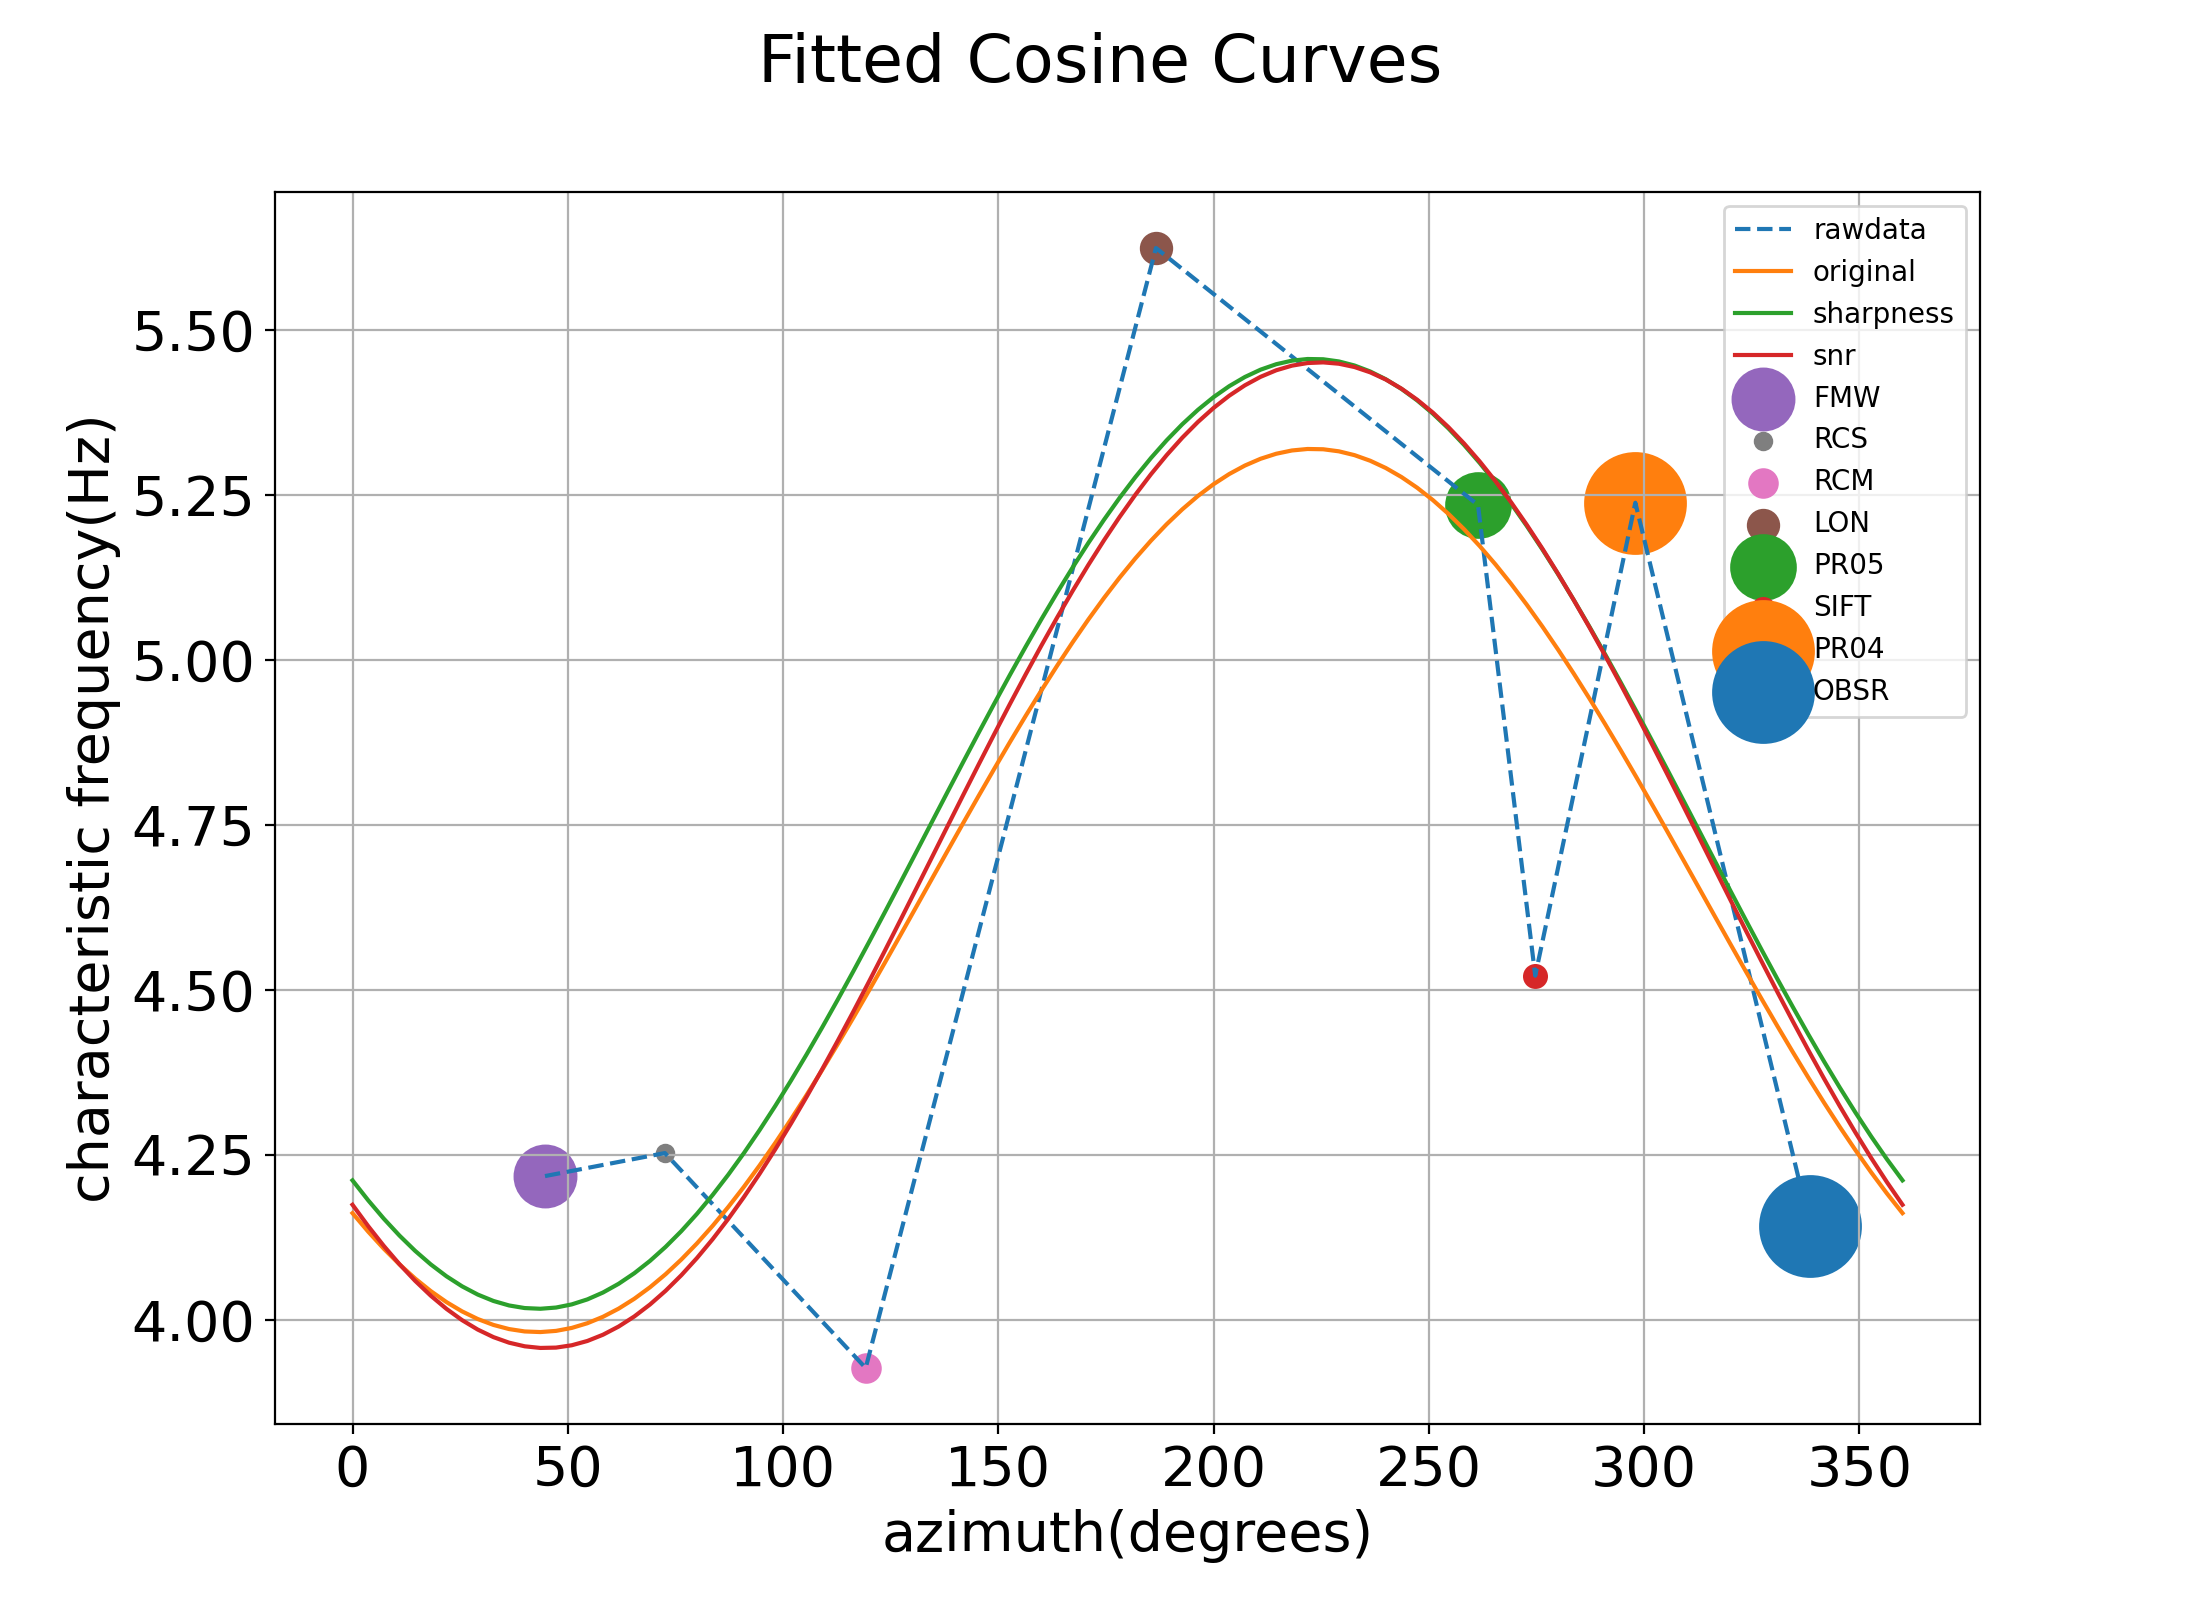 Fitted Cosine Curves
rawdata
original
sharpness
snr
FMW
RCS
RCM
LON
PR05
SIFT
PR04
OBSR
5.50
5.25
5.00
4.75
4.50
4.25
4.00
characteristic frequency(Hz)
0 50 100 150 200 250 300 350
azimuth(degrees)